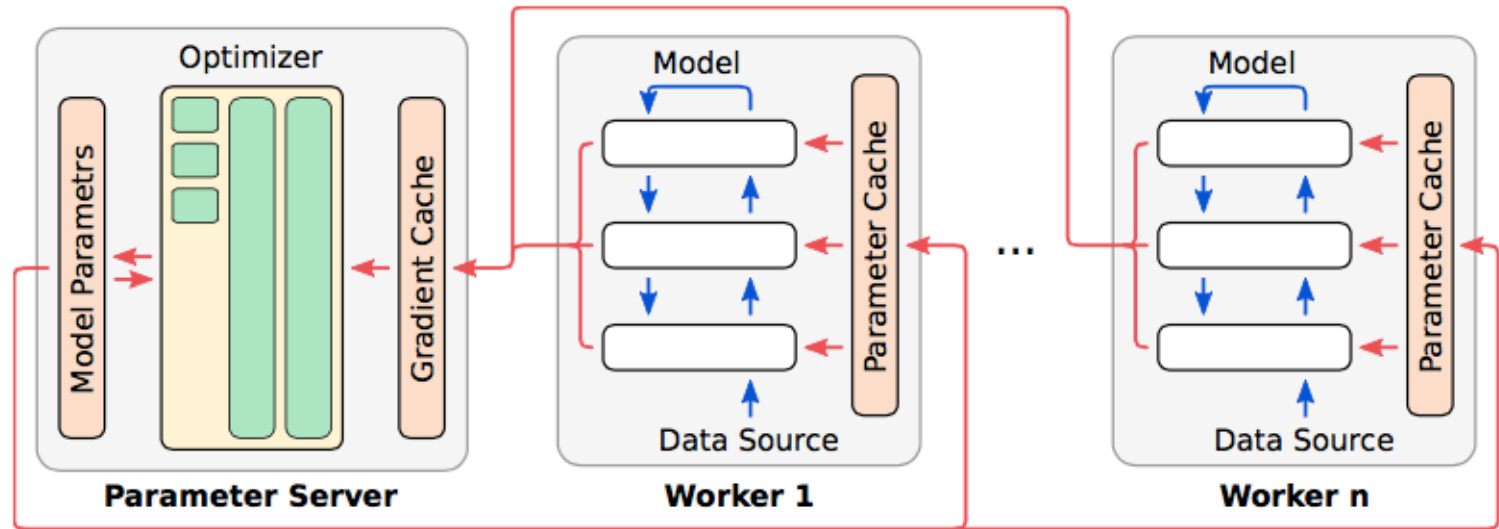 Optimizer
Model Parametrs
Gradient Cache
Parameter Server
Model
Parameter Cache
Data Source
Worker 1
...
Model
Parameter Cache
Data Source
Worker n